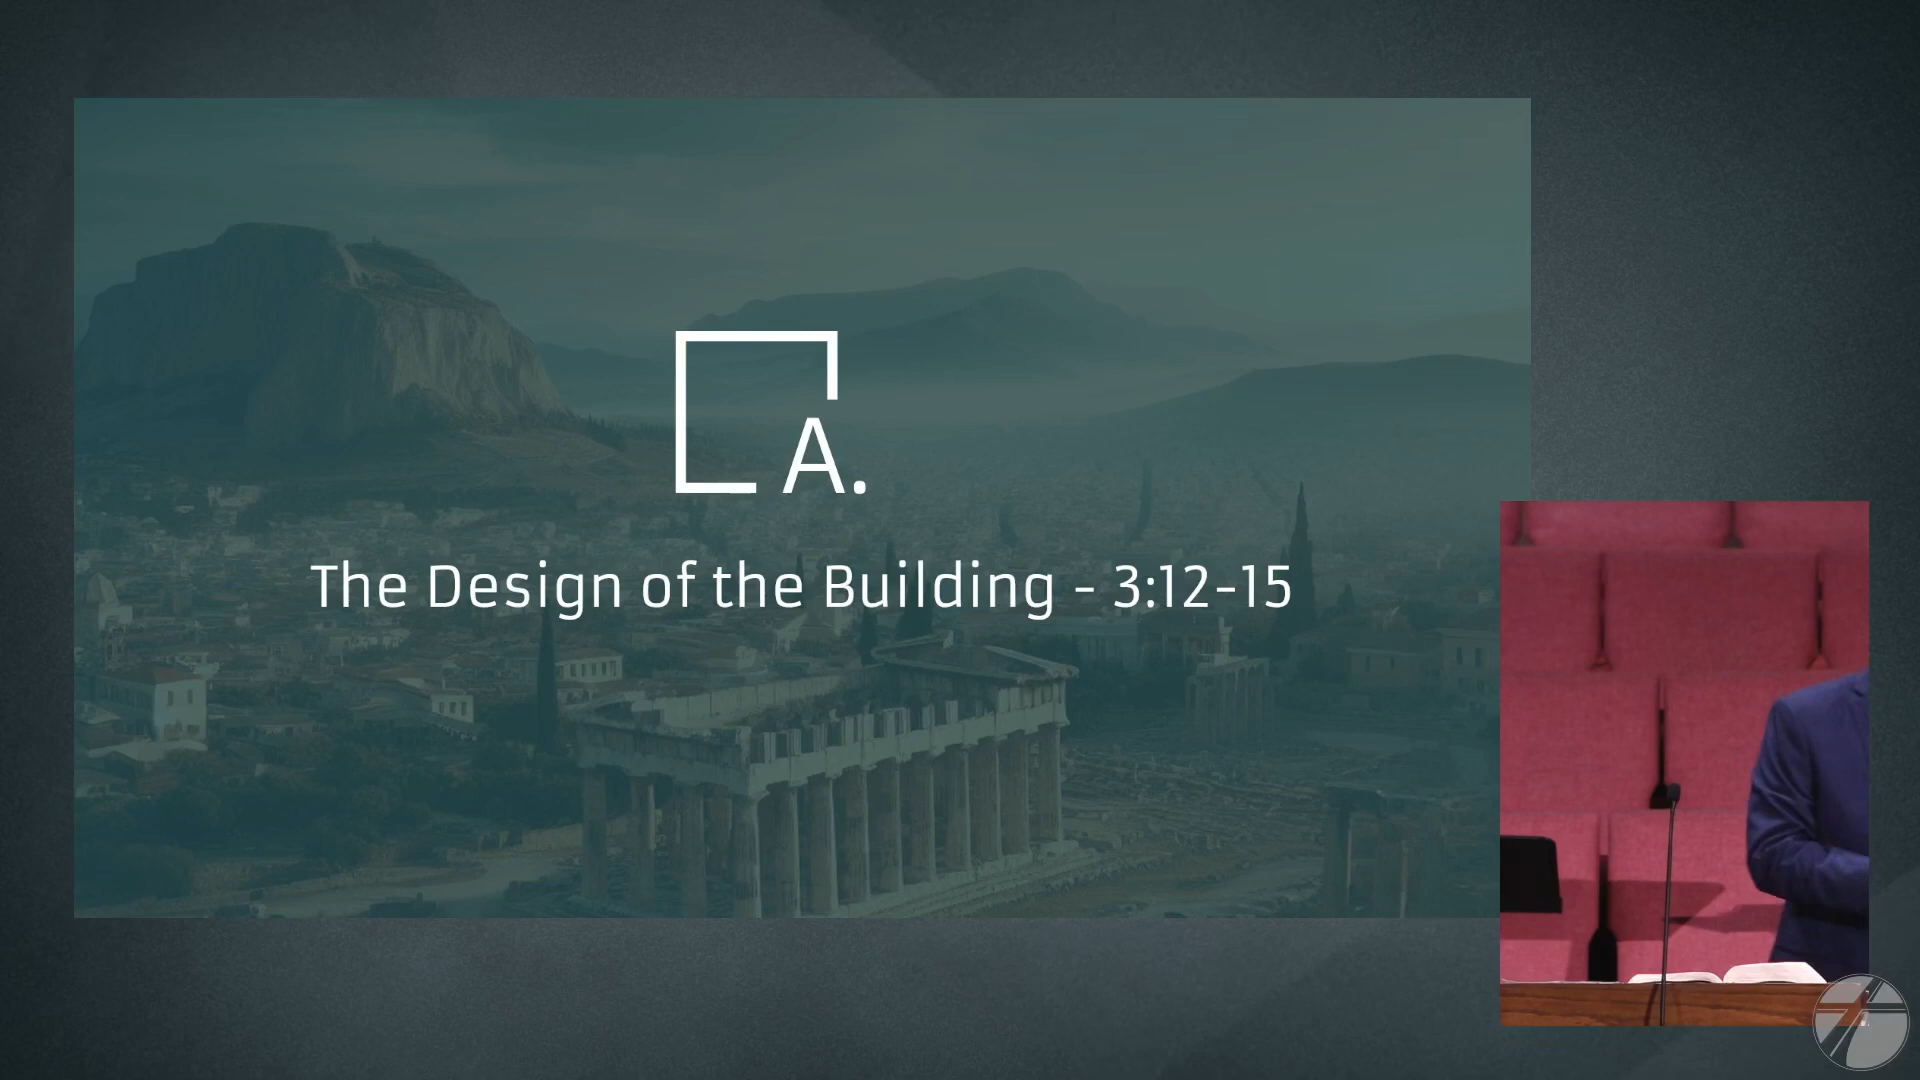 A.
The Design of the Building - 3:12-15